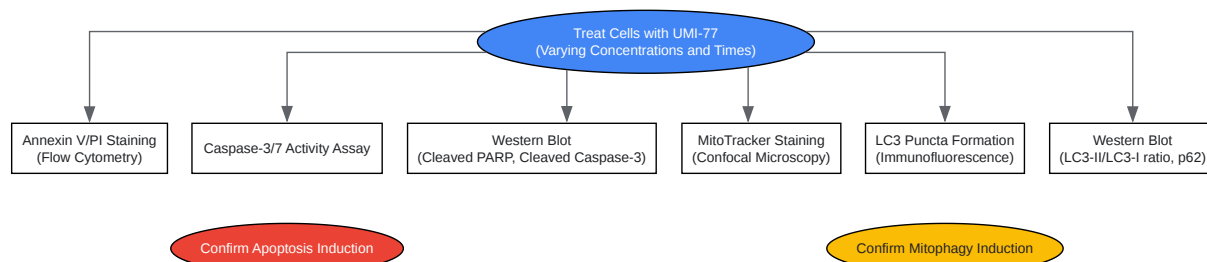 Treat Cells with UMI-77
(Varying Concentrations and Times)
Annexin V/PI Staining
(Flow Cytometry)
Caspase-3/7 Activity Assay
Western Blot
(Cleaved PARP, Cleaved Caspase-3)
MitoTracker Staining
(Confocal Microscopy)
LC3 Puncta Formation
(Immunofluorescence)
Western Blot
(LC3-II/LC3-I ratio, p62)
Confirm Apoptosis Induction
Confirm Mitophagy Induction